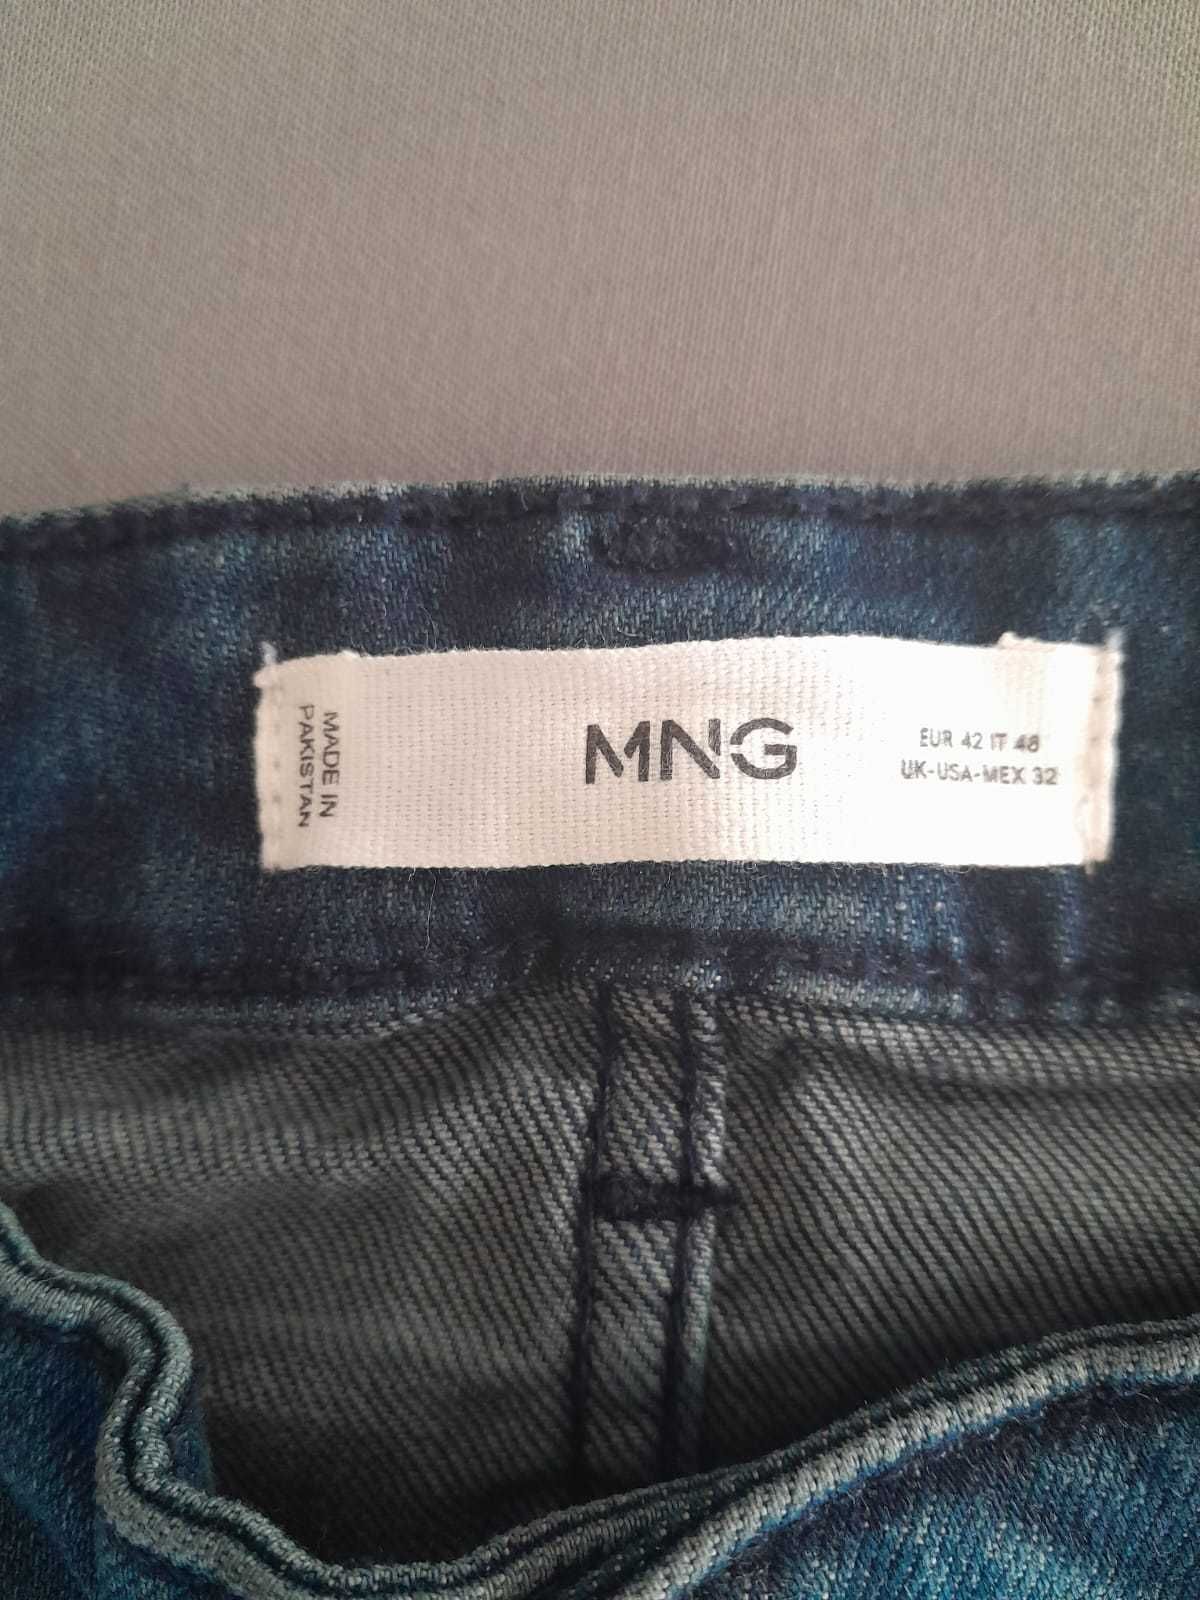 MADE IN
PAKISTAN
MNG
EUR 42 IT 48
UK-USA-MEX 32